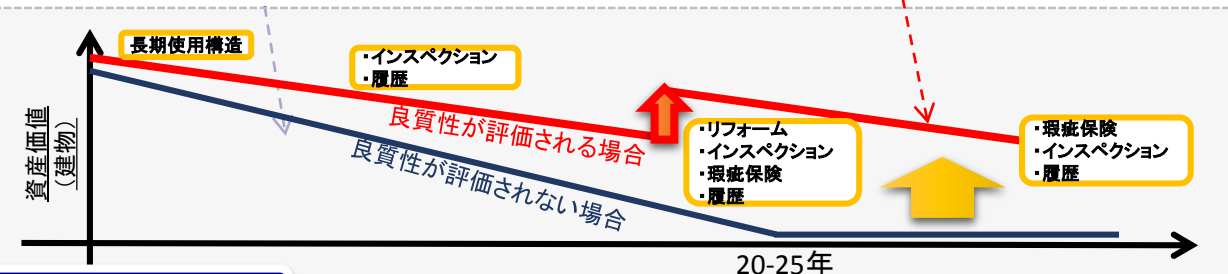 長期使用構造
・インスペクション
・履歴
資産価値
（建物）
良質性が評価される場合
良質性が評価されない場合
・リフォーム
・インスペクション
・瑕疵保険
・履歴
・瑕疵保険
・インスペクション
・履歴
20-25年